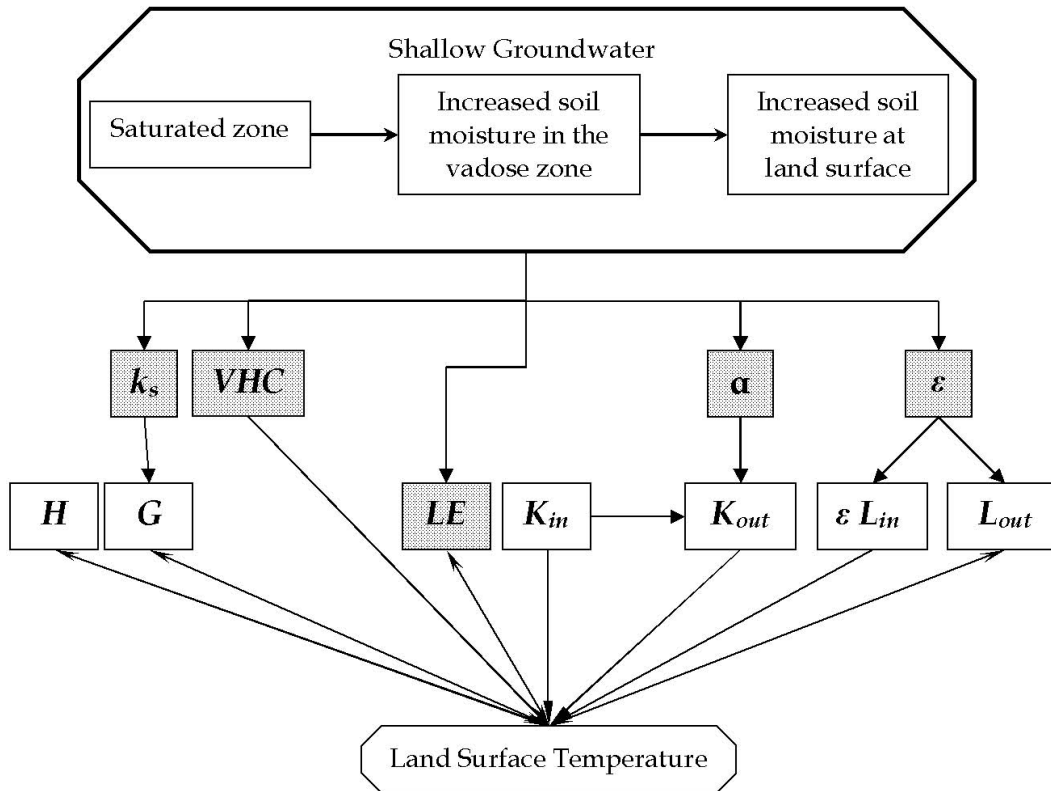 Shallow Groundwater
Saturated zone
Increased soil
moisture in the
vadose zone
Increased soil
moisture at
land surface
ks
VHC
α
ε
H
G
LE
Kin
Kout
ε Lin
Lout
Land Surface Temperature